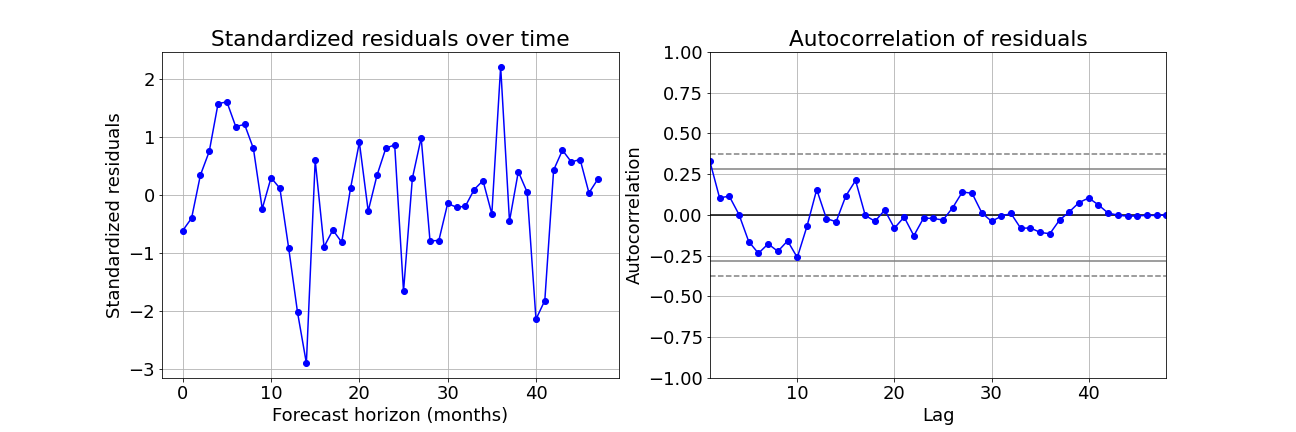 Standardized residuals over time
Standardized residuals
2
1
0
−1
−2
−3
0 10 20 30 40
Forecast horizon (months)
Autocorrelation of residuals
Autocorrelation
1.00
0.75
0.50
0.25
0.00
−0.25
−0.50
−0.75
−1.00
10 20 30 40
Lag